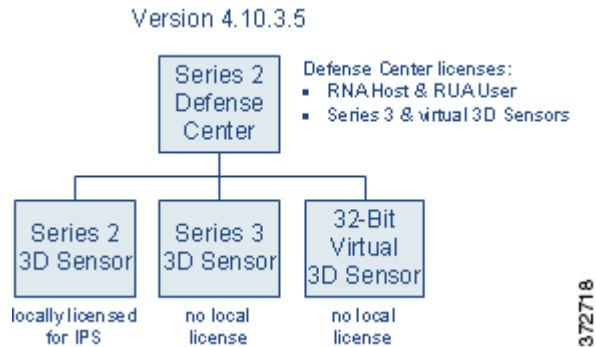 Version 4.10.3.5
Series 2
Defense
Center
Defense Center licenses:
• RNA Host & RUA User
• Series 3 & virtual 3D Sensors
Series 2
3D Sensor
Series 3
3D Sensor
32-Bit
Virtual
3D Sensor
locally licensed
for IPS
no local
license
no local
license
372718